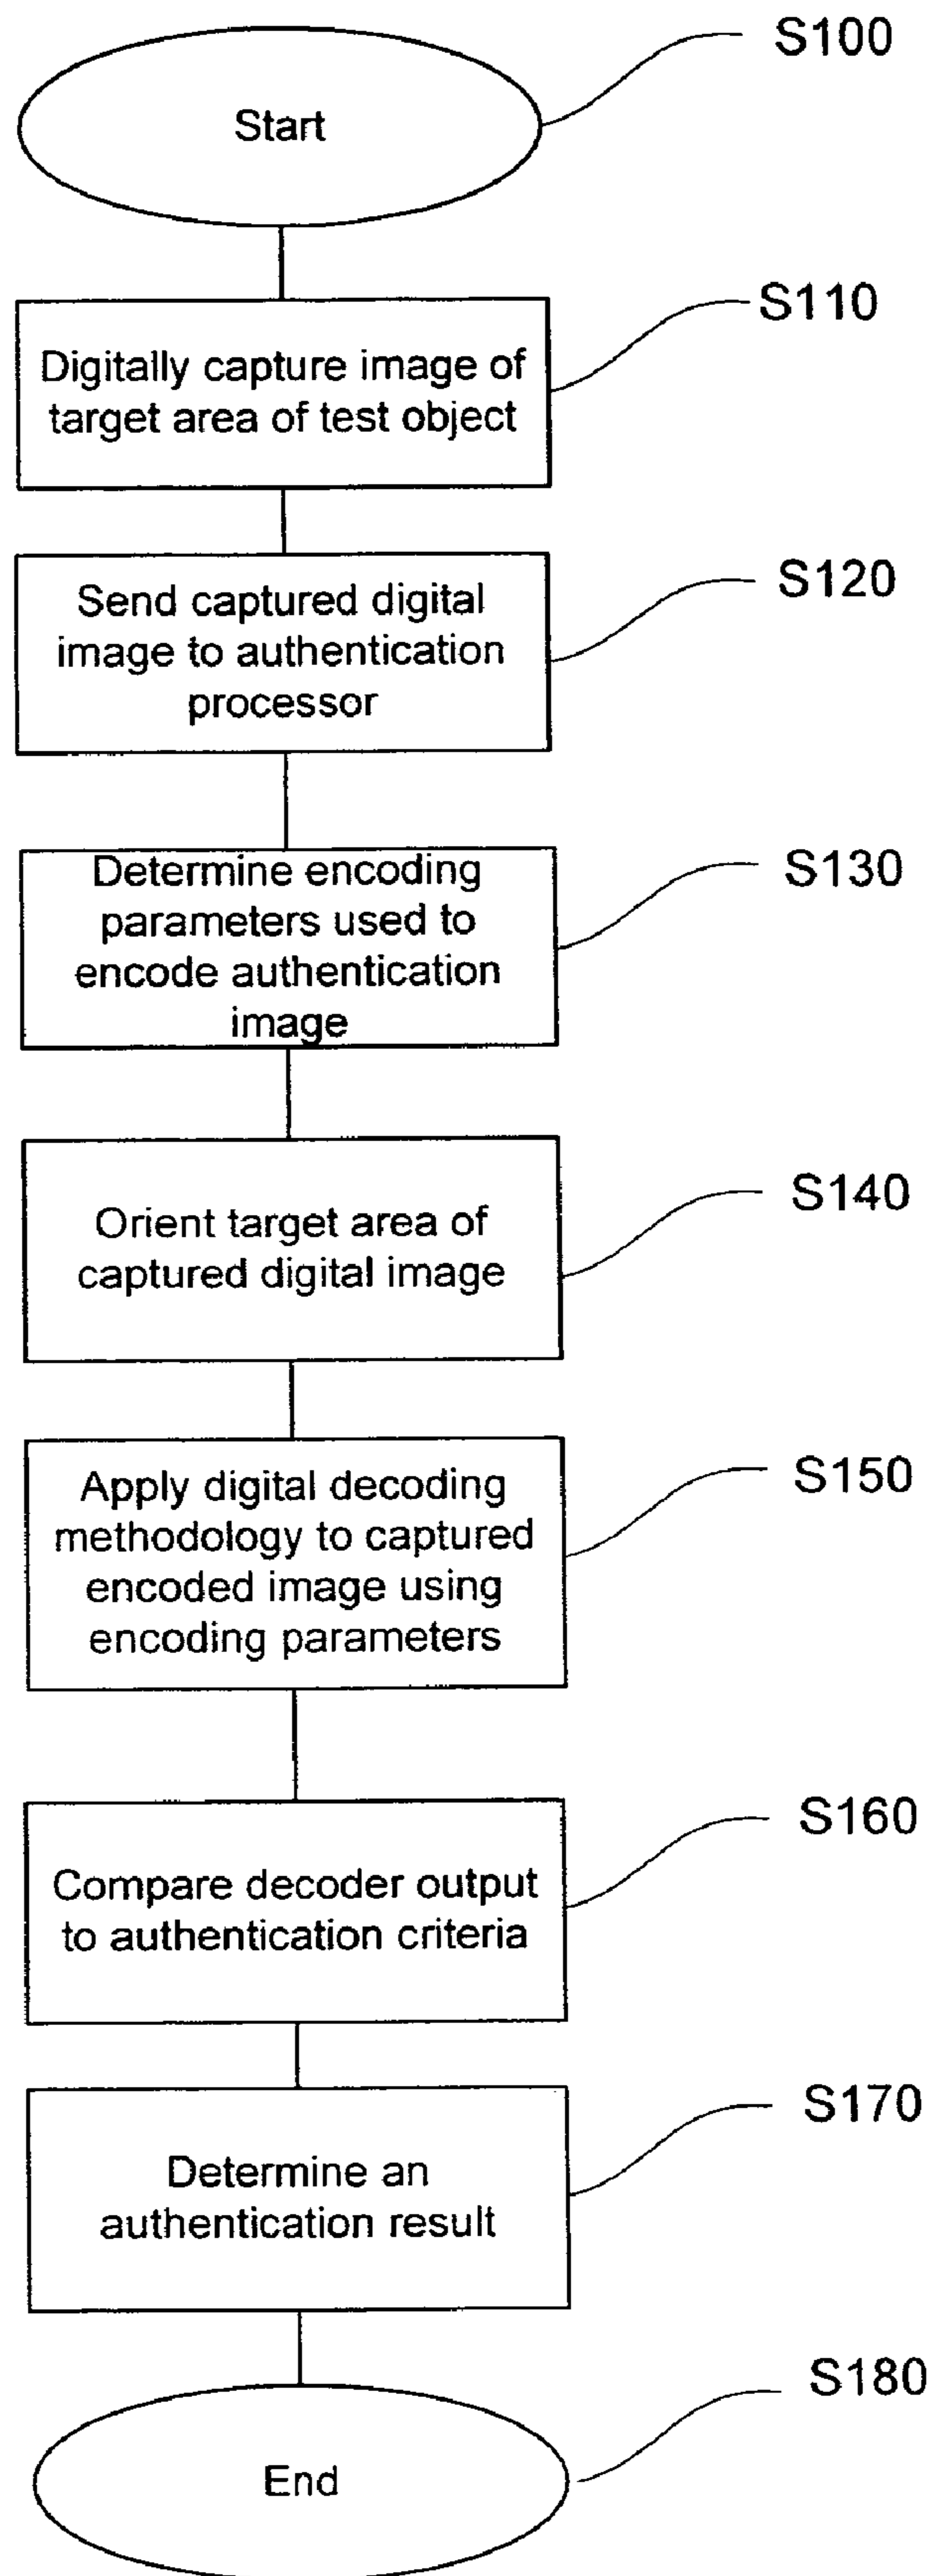 S100
Start
S110
Digitally capture image of
target area of test object
S120
Send captured digital
image to authentication
processor
S130
Determine encoding
parameters used to
encode authentication
image
S140
Orient target area of
captured digital image
S150
Apply digital decoding
methodology to captured
encoded image using
encoding parameters
S160
Compare decoder output
to authentication criteria
S170
Determine an
authentication result
S180
End